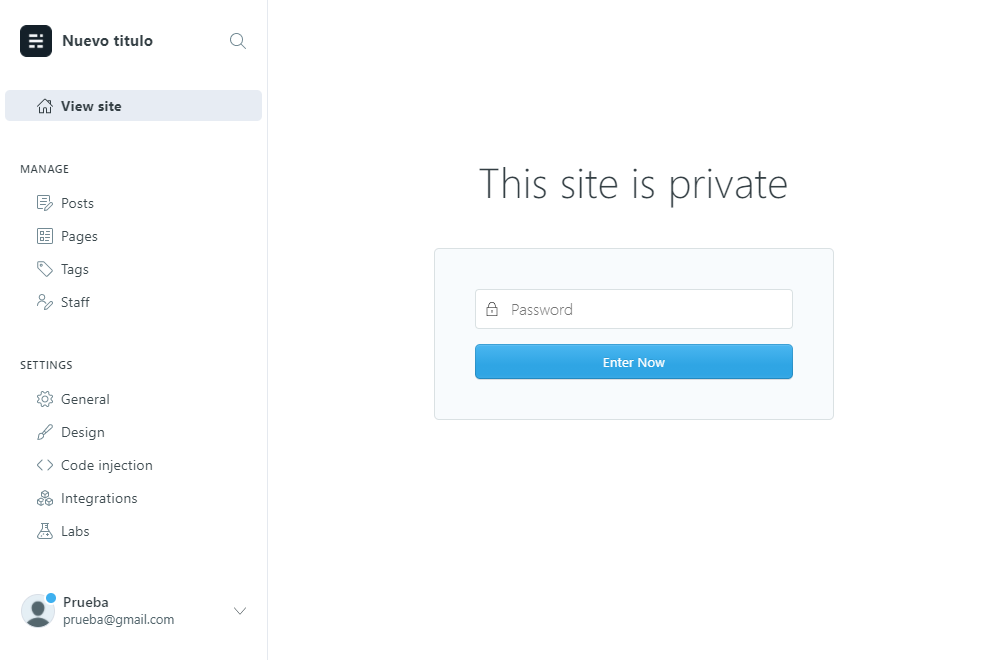 Nuevo titulo
View site
MANAGE
Posts
Pages
Tags
Staff
SETTINGS
General
Design
Code injection
Integrations
Labs
Prueba
prueba@gmail.com
This site is private
Password
Enter Now